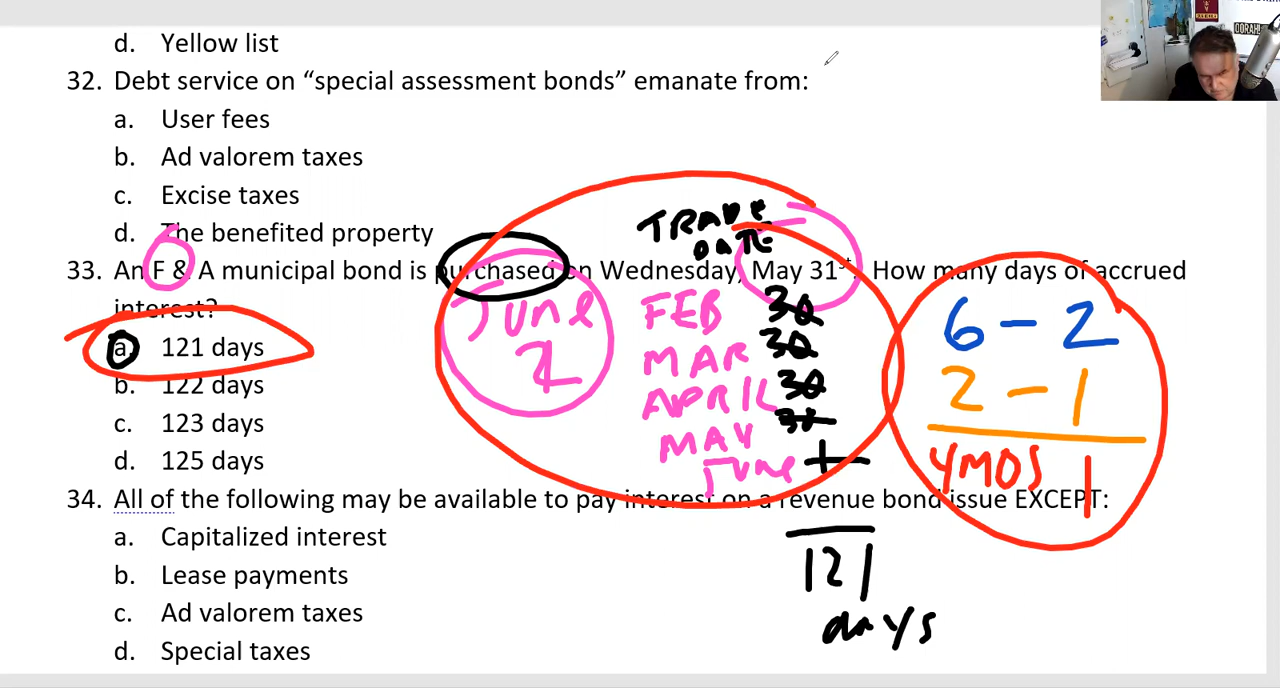 d. Yellow list
OORAH!
32. Debt service on “special assessment bonds” emanate from:
a. User fees
b. Ad valorem taxes
c. Excise taxes
d. The benefited property
TRADE
DATE
6
33. An F & A municipal bond is purchased on Wednesday, May 31st. How many days of accrued
interest?
June
2
FEB 30
MAR 30
APRIL 30
MAY 30
June 1
121
days
6 – 2
2 – 1
4MOS 1
a. 121 days
b. 122 days
c. 123 days
d. 125 days
34. All of the following may be available to pay interest on a revenue bond issue EXCEPT:
a. Capitalized interest
b. Lease payments
c. Ad valorem taxes
d. Special taxes